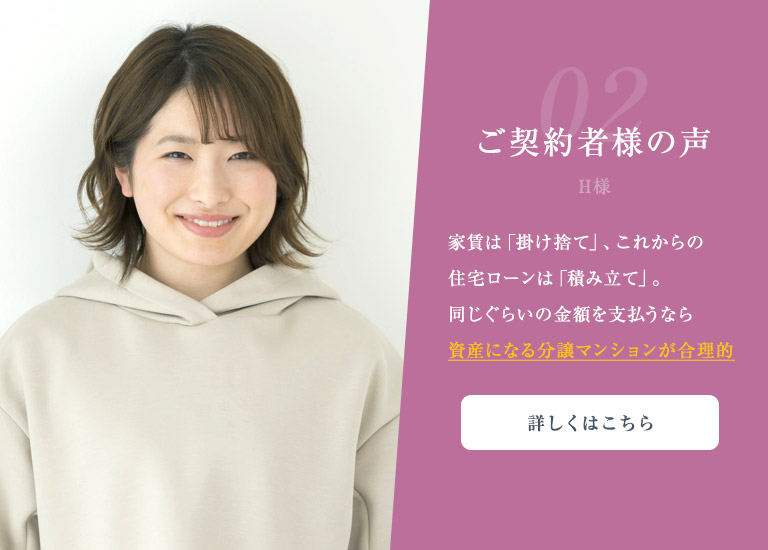 02
ご契約者様の声
H様
家賃は「掛け捨て」、これからの
住宅ローンは「積み立て」。
同じぐらいの金額を支払うなら
資産になる分譲マンションが合理的
詳しくはこちら